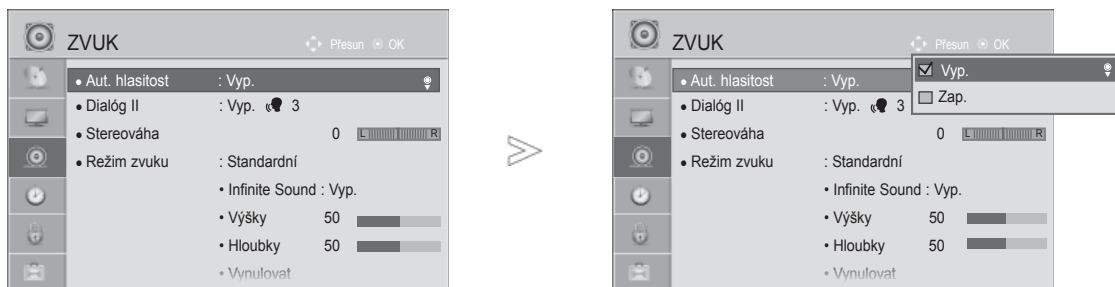 ZVUK
Přesun OK
• Aut. hlasitost : Vyp.
• Dialóg II : Vyp. 3
• Stereováha 0 L R
• Režim zvuku : Standardní
• Infinite Sound : Vyp.
• Výšky 50
• Hloubky 50
• Vynulovat
ZVUK
Přesun OK
• Aut. hlasitost : Vyp.
Vyp.
Zap.
• Dialóg II : Vyp. 3
• Stereováha 0 L R
• Režim zvuku : Standardní
• Infinite Sound : Vyp.
• Výšky 50
• Hloubky 50
• Vynulovat